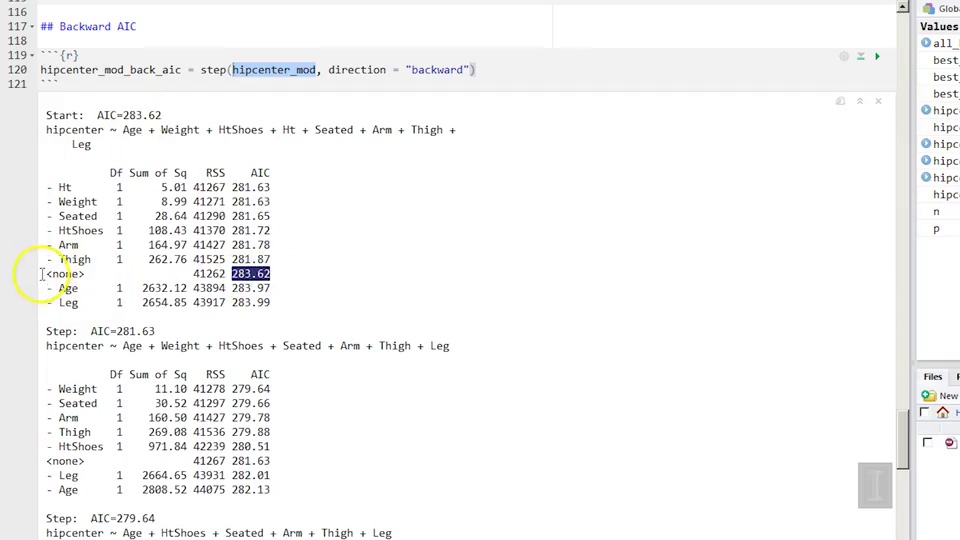 116
117 ## Backward AIC
118
119 ```{r}
120 hipcenter_mod_back_aic = step(hipcenter_mod, direction = "backward")
121 ```
Start: AIC=283.62
hipcenter ~ Age + Weight + HtShoes + Ht + Seated + Arm + Thigh +
Leg
Df Sum of Sq RSS AIC
- Ht 1 5.01 41267 281.63
- Weight 1 8.99 41271 281.63
- Seated 1 28.64 41290 281.65
- HtShoes 1 108.43 41370 281.72
- Arm 1 164.97 41427 281.78
- Thigh 1 262.76 41525 281.87
<none> 41262 283.62
- Age 1 2632.12 43894 283.97
- Leg 1 2654.85 43917 283.99
Step: AIC=281.63
hipcenter ~ Age + Weight + HtShoes + Seated + Arm + Thigh + Leg
Df Sum of Sq RSS AIC
- Weight 1 11.10 41278 279.64
- Seated 1 30.52 41297 279.66
- Arm 1 160.50 41427 279.78
- Thigh 1 269.08 41536 279.88
- HtShoes 1 971.84 42239 280.51
<none> 41267 281.63
- Leg 1 2664.65 43931 282.01
- Age 1 2808.52 44075 282.13
Step: AIC=279.64
hipcenter ~ Age + HtShoes + Seated + Arm + Thigh + Leg
Globa
Values
all_
best_
best_
best_
hipc
hipc
hipc
hipc
hipc
hipc
n
p
Files
New